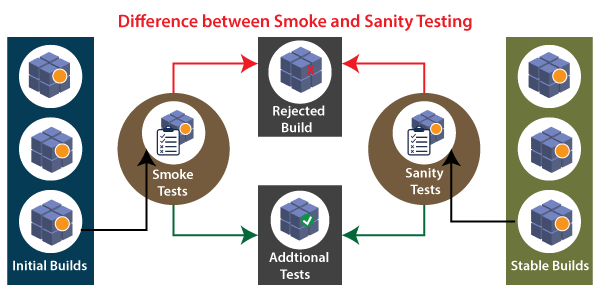 Difference between Smoke and Sanity Testing
Rejected
Build
Smoke
Tests
Sanity
Tests
Initial Builds
Addtional
Tests
Stable Builds